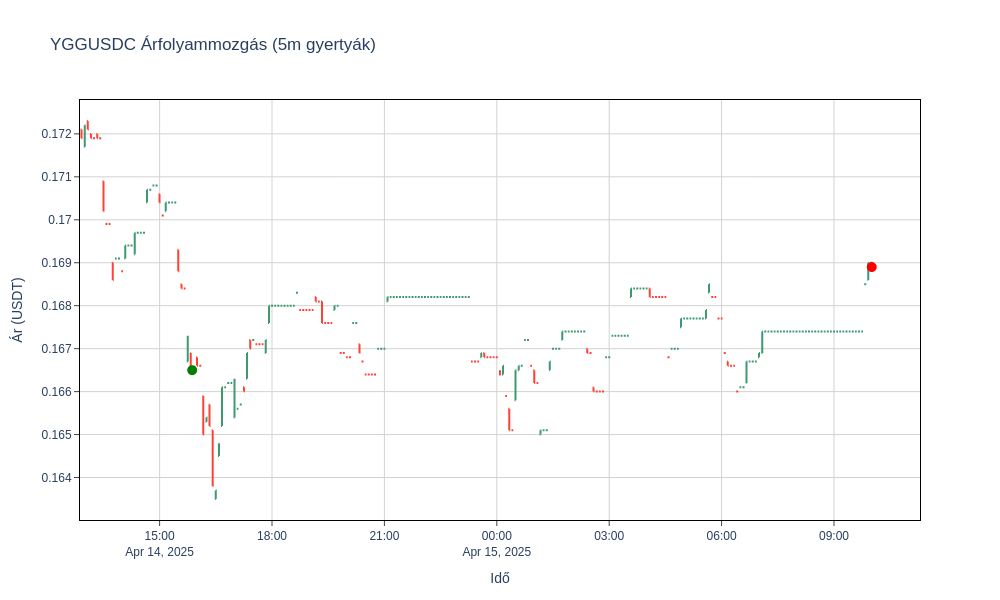 YGGUSDC Árfolyammozgás (5m gyertyák)
0.172
0.171
0.17
0.169
0.168
0.167
0.166
0.165
0.164
Ár (USDT)
15:00 18:00 21:00 00:00 03:00 06:00 09:00
Apr 14, 2025 Apr 15, 2025
Idő